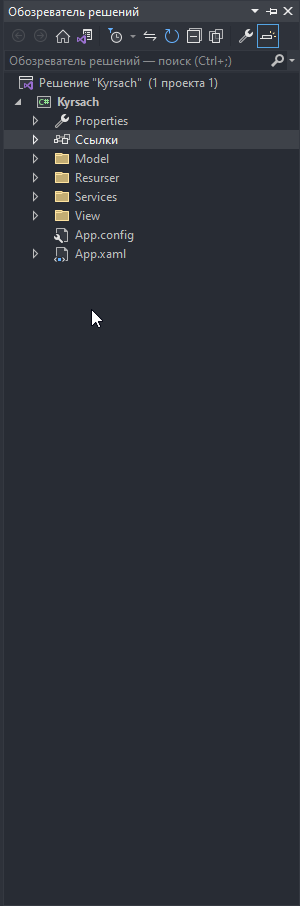 Обозреватель решений
Обозреватель решений — поиск (Ctrl+;)
Решение "Kyrsach" (1 проекта 1)
C# Kyrsach
Properties
Ссылки
Model
Resurser
Services
View
App.config
App.xaml